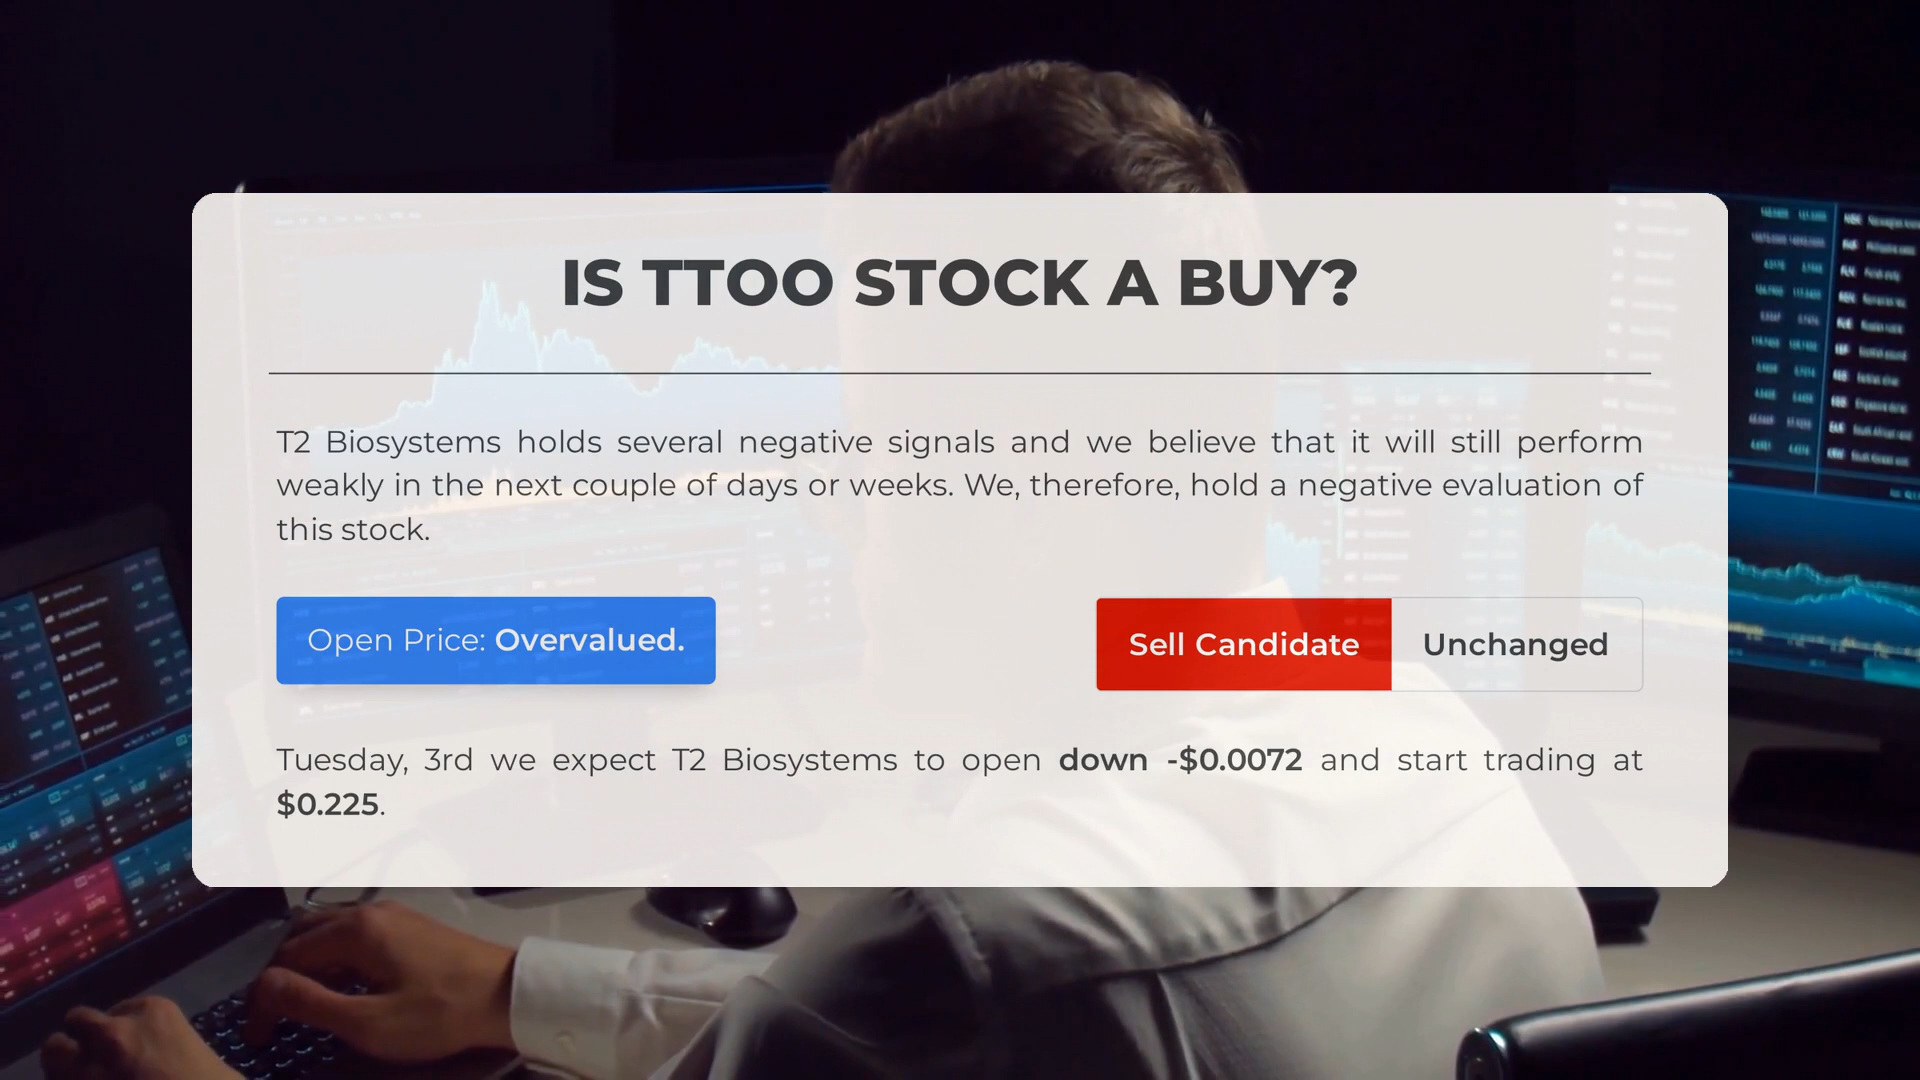 IS TTOO STOCK A BUY?
T2 Biosystems holds several negative signals and we believe that it will still perform
weakly in the next couple of days or weeks. We, therefore, hold a negative evaluation of
this stock.
Open Price: Overvalued.
Sell Candidate Unchanged
Tuesday, 3rd we expect T2 Biosystems to open down -$0.0072 and start trading at
$0.225.